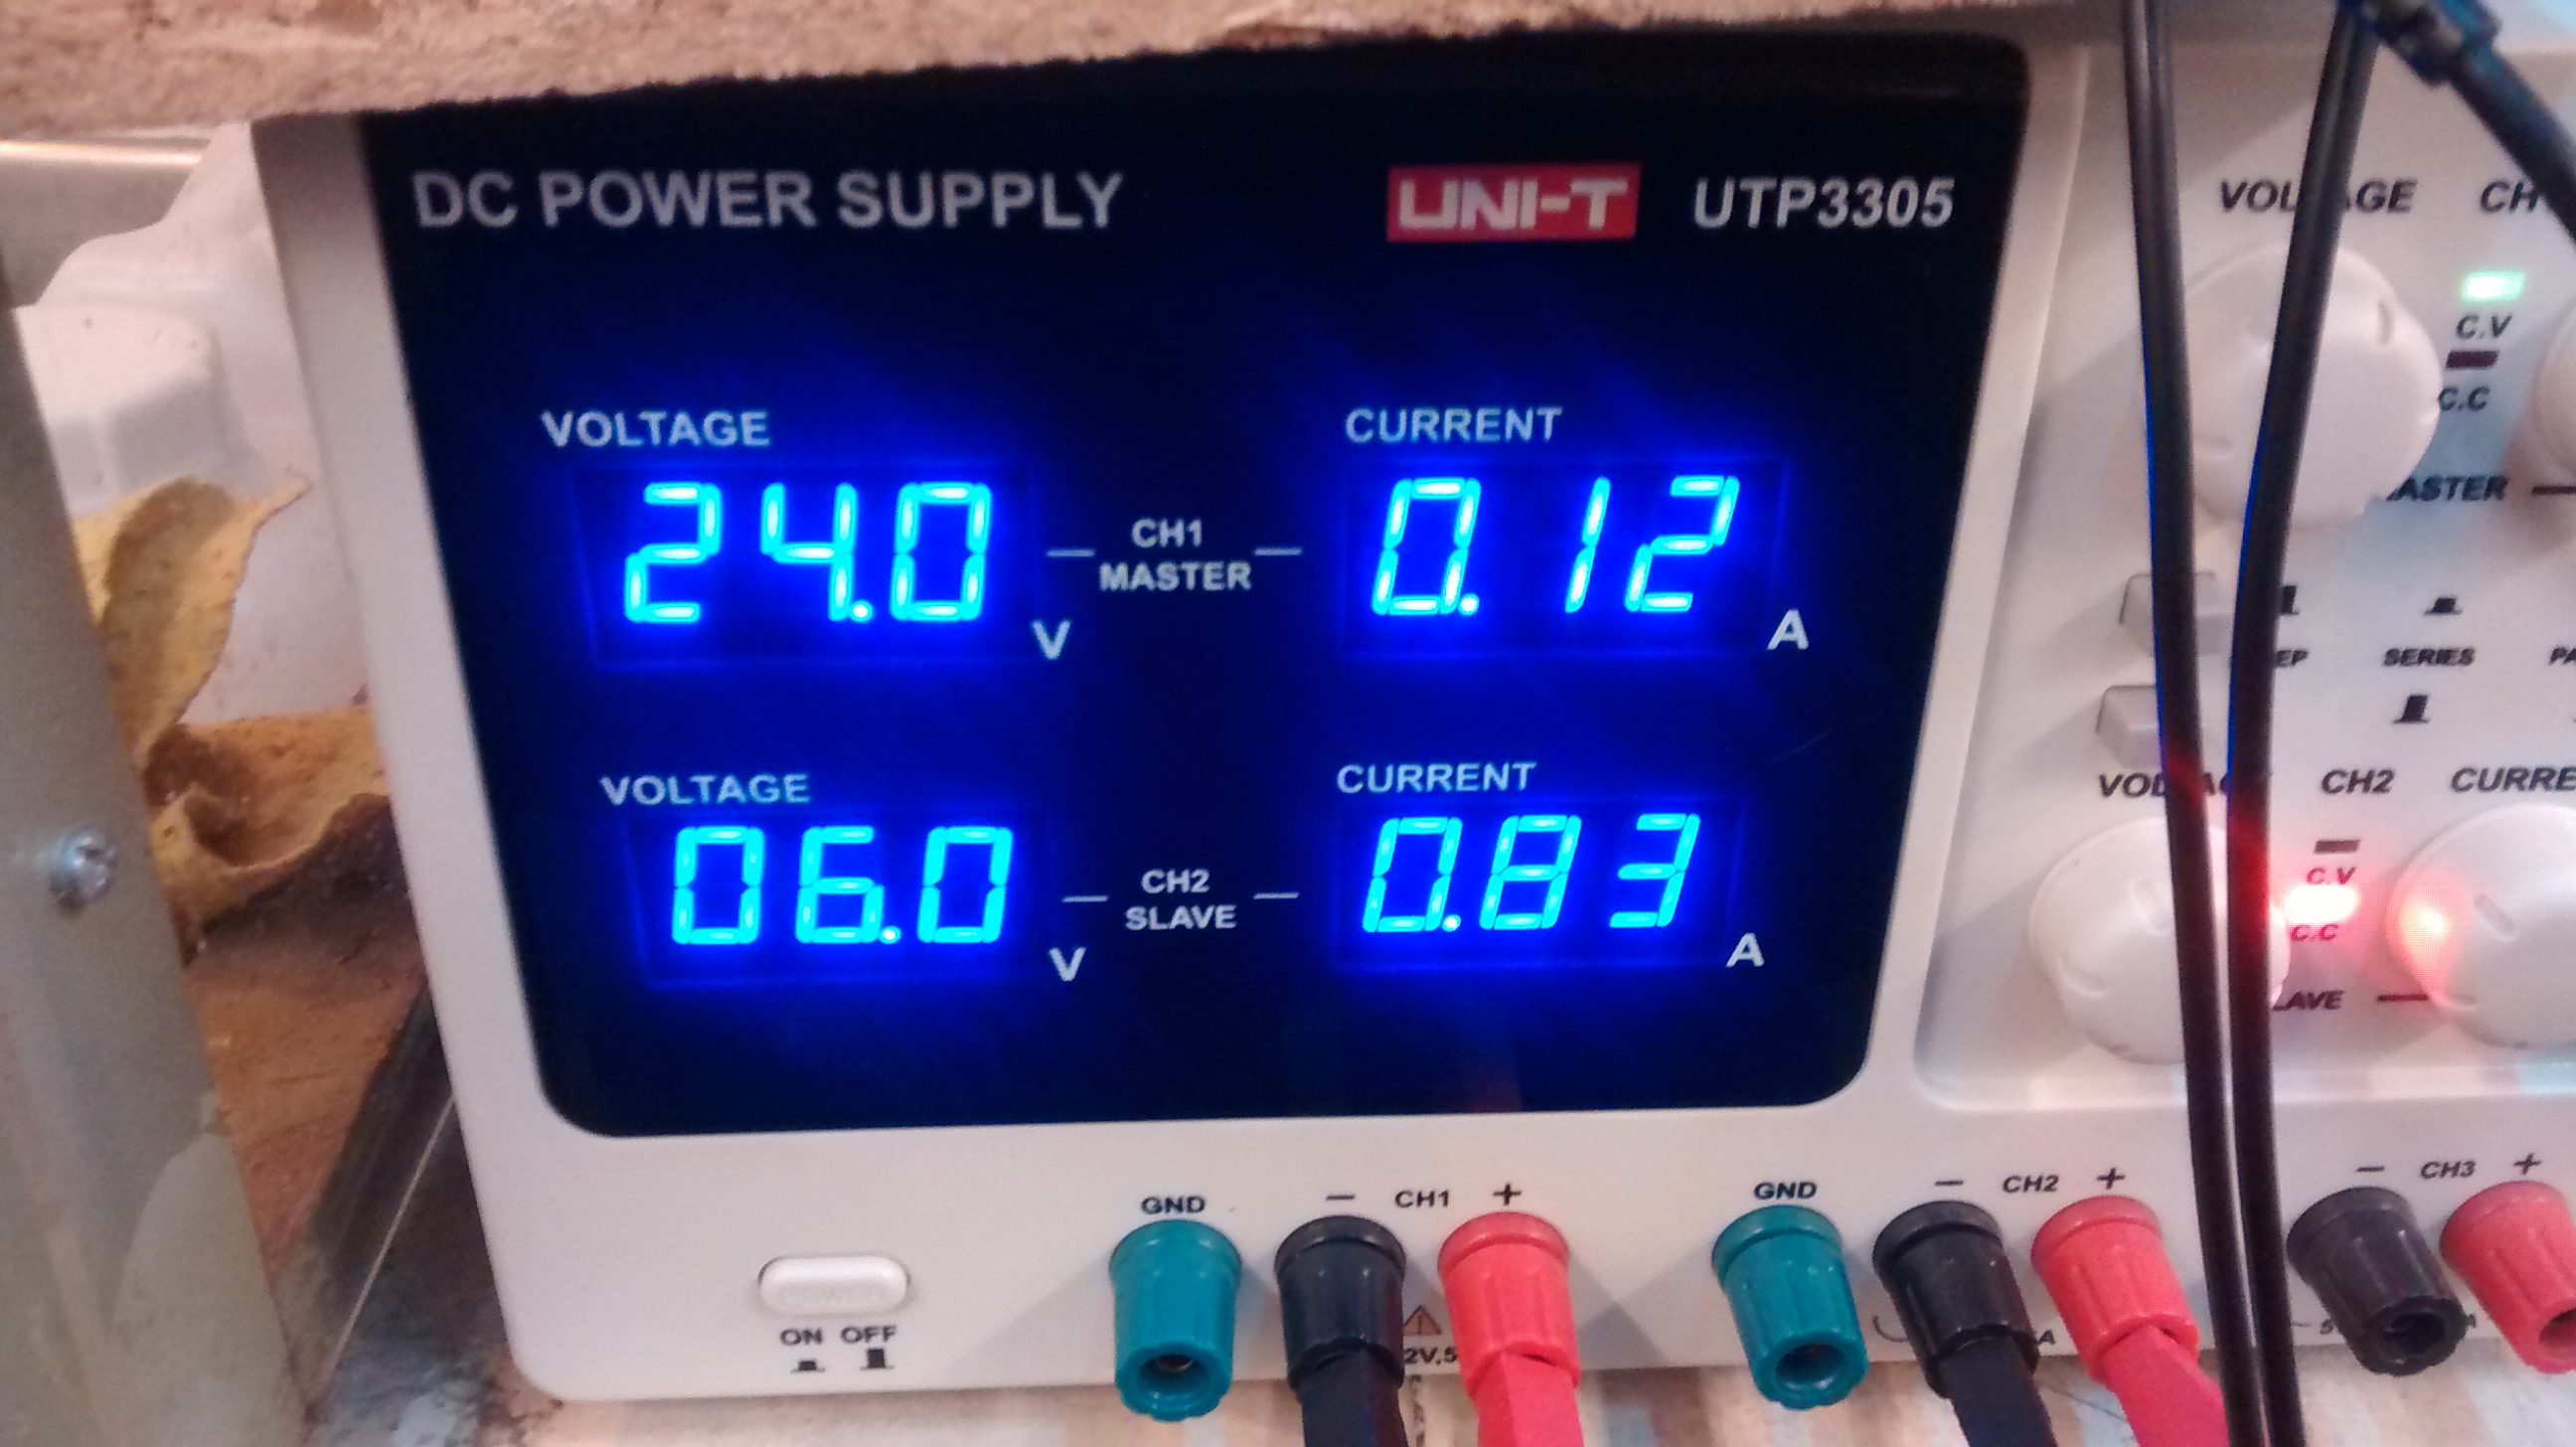 DC POWER SUPPLY UNI-T UTP3305
VOLTAGE CURRENT
24.0 V CH1 MASTER 0.12 A
VOLTAGE CURRENT
06.0 V CH2 SLAVE 0.83 A
ON OFF
GND − CH1 +
GND − CH2 +
− CH3 +
C.V
C.C
SERIES
CH2
C.V
C.C